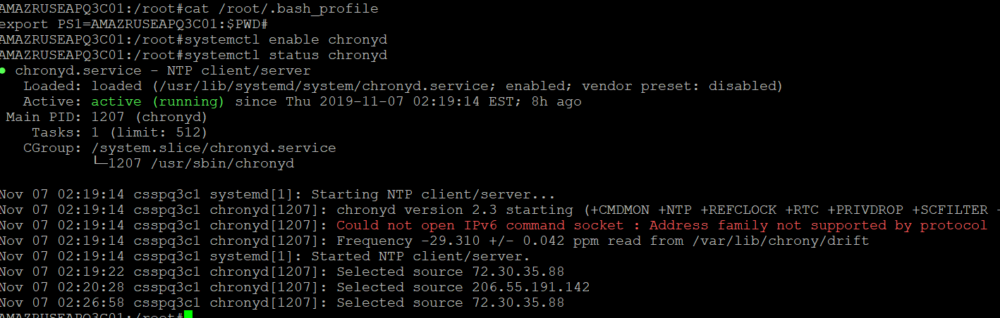 AMAZRUSEAPQ3C01:/root#cat /root/.bash_profile
export PS1=AMAZRUSEAPQ3C01:$PWD#
AMAZRUSEAPQ3C01:/root#systemctl enable chronyd
AMAZRUSEAPQ3C01:/root#systemctl status chronyd
● chronyd.service - NTP client/server
   Loaded: loaded (/usr/lib/systemd/system/chronyd.service; enabled; vendor preset: disabled)
   Active: active (running) since Thu 2019-11-07 02:19:14 EST; 8h ago
 Main PID: 1207 (chronyd)
    Tasks: 1 (limit: 512)
   CGroup: /system.slice/chronyd.service
           └─1207 /usr/sbin/chronyd

Nov 07 02:19:14 csspq3c1 systemd[1]: Starting NTP client/server...
Nov 07 02:19:14 csspq3c1 chronyd[1207]: chronyd version 2.3 starting (+CMDMON +NTP +REFCLOCK +RTC +PRIVDROP +SCFILTER -
Nov 07 02:19:14 csspq3c1 chronyd[1207]: Could not open IPv6 command socket : Address family not supported by protocol
Nov 07 02:19:14 csspq3c1 chronyd[1207]: Frequency -29.310 +/- 0.042 ppm read from /var/lib/chrony/drift
Nov 07 02:19:14 csspq3c1 systemd[1]: Started NTP client/server.
Nov 07 02:19:22 csspq3c1 chronyd[1207]: Selected source 72.30.35.88
Nov 07 02:20:28 csspq3c1 chronyd[1207]: Selected source 206.55.191.142
Nov 07 02:26:58 csspq3c1 chronyd[1207]: Selected source 72.30.35.88
AMAZRUSEAPQ3C01:/root#